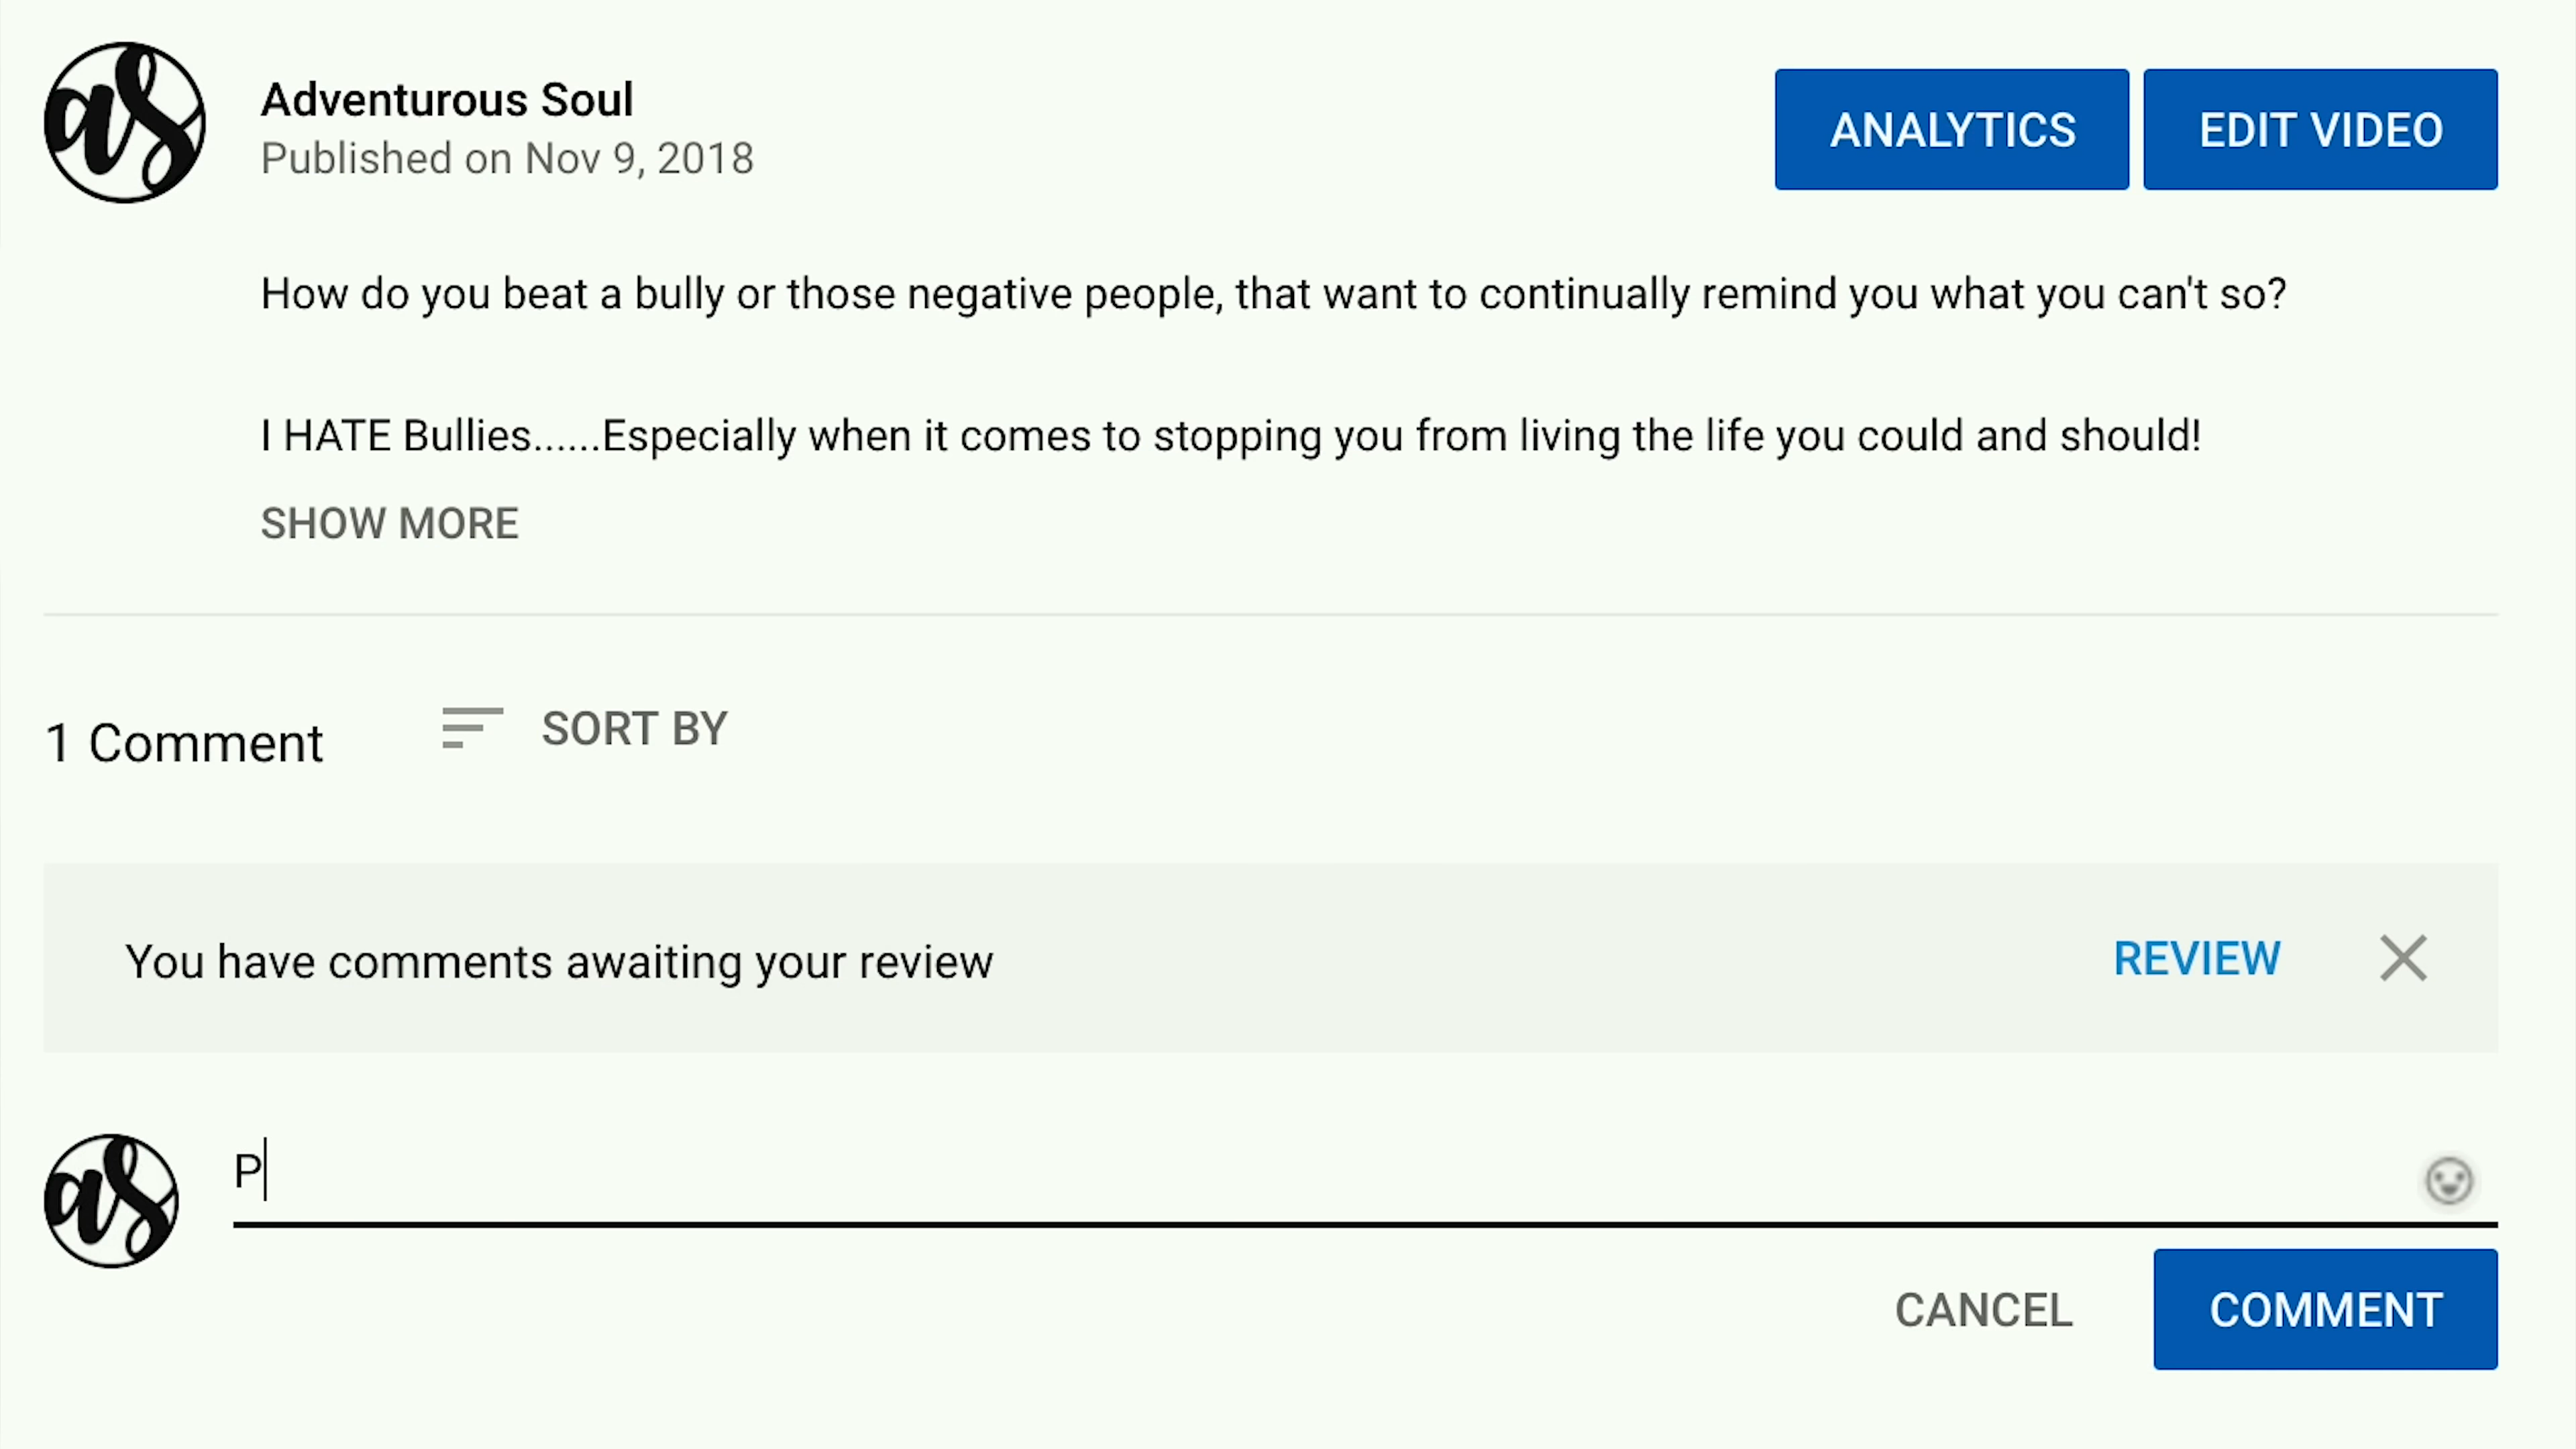 as
Adventurous Soul
Published on Nov 9, 2018
ANALYTICS
EDIT VIDEO
How do you beat a bully or those negative people, that want to continually remind you what you can't so?
I HATE Bullies......Especially when it comes to stopping you from living the life you could and should!
SHOW MORE
1 Comment
SORT BY
You have comments awaiting your review
REVIEW
as
P
CANCEL
COMMENT